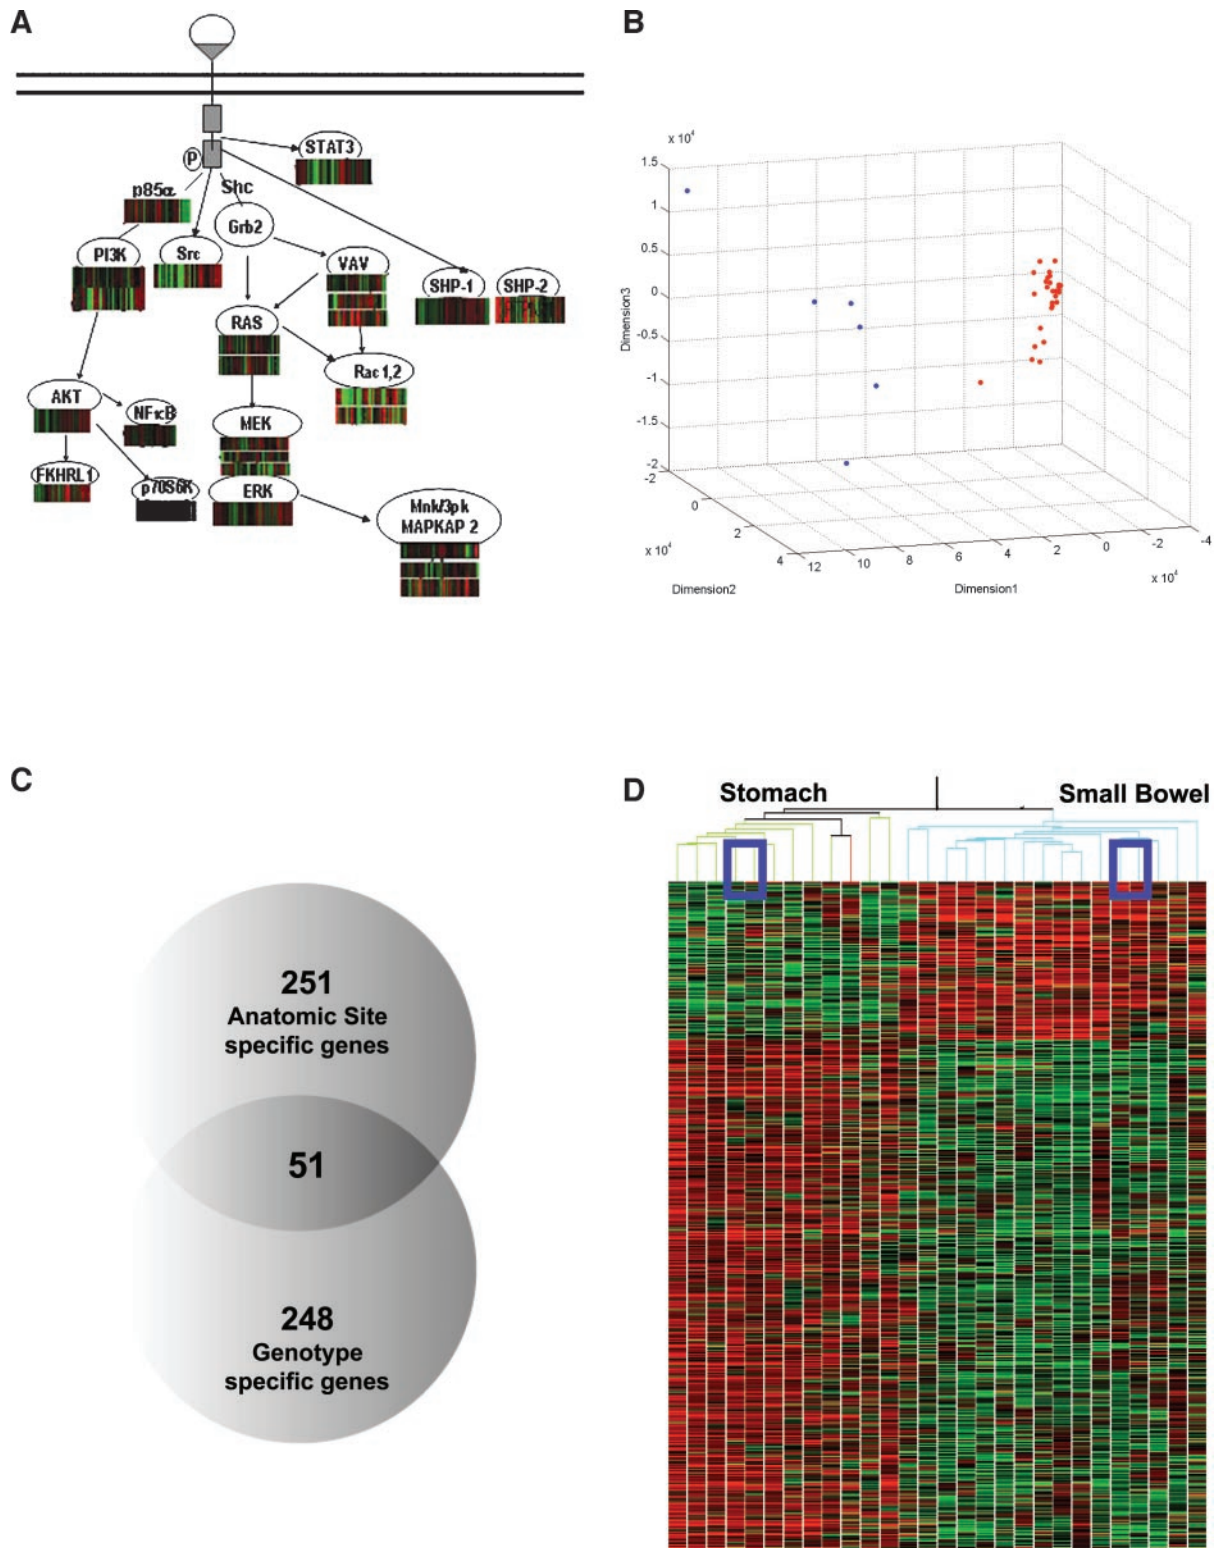 A
P
STAT3
p85α
Shc
Grb2
PI3K
Src
VAV
SHP-1
SHP-2
RAS
Rac 1,2
AKT
NFκB
MEK
FKHRL1
p70S6K
ERK
Mnk/3pk
MAPKAP 2
B
x 10⁴
1.5
1
0.5
0
-0.5
-1
-1.5
-2
Dimension3
0
2
4
x 10⁴
Dimension2
12
10
8
6
4
2
0
-2
-4
x 10⁴
Dimension1
C
251
Anatomic Site
specific genes
51
248
Genotype
specific genes
D
Stomach
Small Bowel